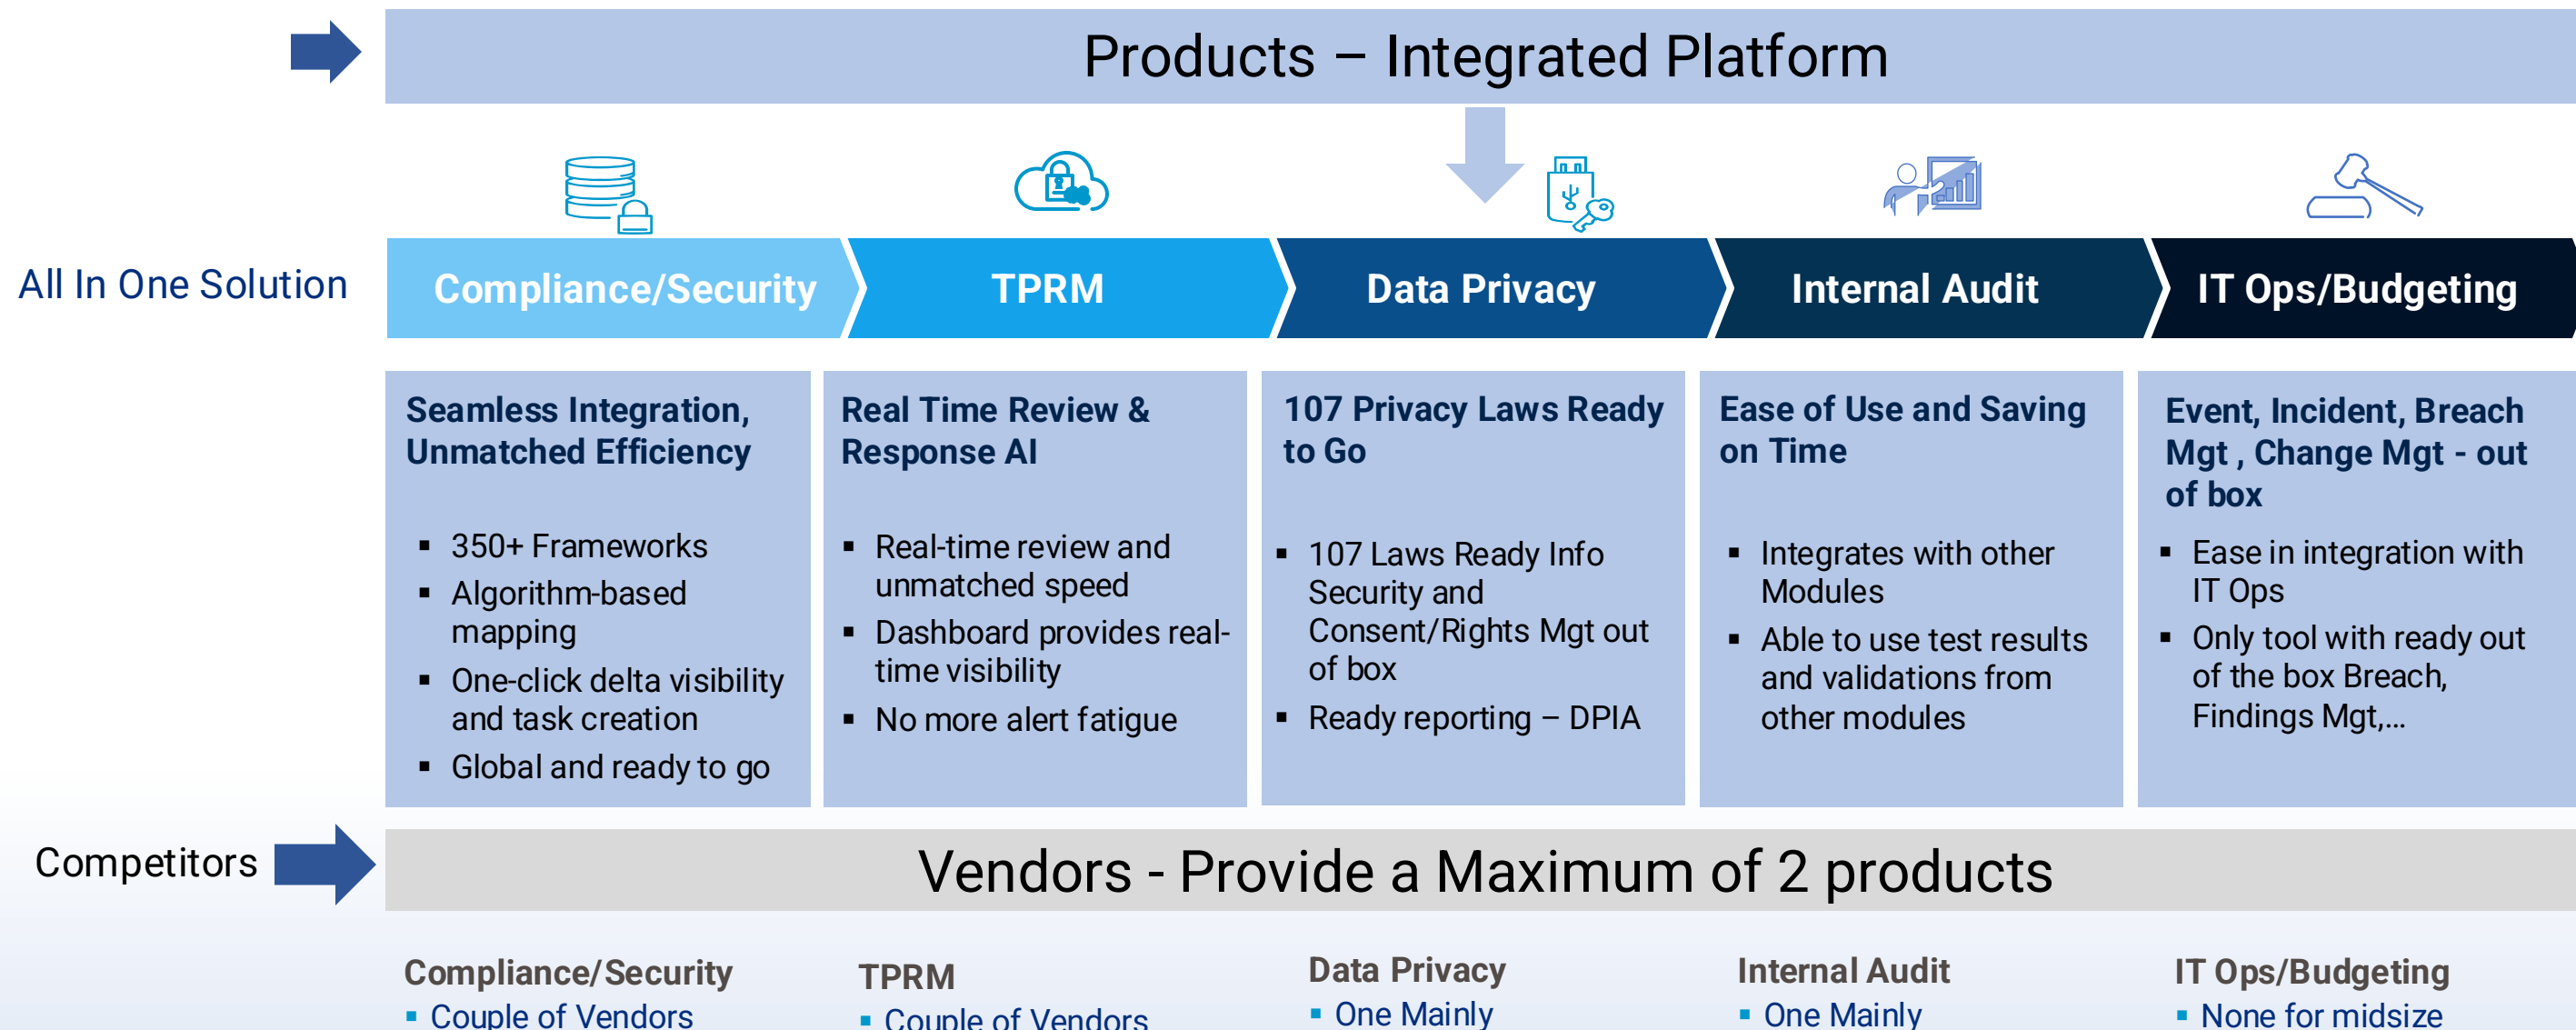 Products – Integrated Platform
All In One Solution
Compliance/Security
TPRM
Data Privacy
Internal Audit
IT Ops/Budgeting
Seamless Integration,
Unmatched Efficiency
▪ 350+ Frameworks
▪ Algorithm-based
mapping
▪ One-click delta visibility
and task creation
▪ Global and ready to go
Real Time Review &
Response AI
▪ Real-time review and
unmatched speed
▪ Dashboard provides real-
time visibility
▪ No more alert fatigue
107 Privacy Laws Ready
to Go
▪ 107 Laws Ready Info
Security and
Consent/Rights Mgt out
of box
▪ Ready reporting – DPIA
Ease of Use and Saving
on Time
▪ Integrates with other
Modules
▪ Able to use test results
and validations from
other modules
Event, Incident, Breach
Mgt , Change Mgt - out
of box
▪ Ease in integration with
IT Ops
▪ Only tool with ready out
of the box Breach,
Findings Mgt,...
Competitors
Vendors - Provide a Maximum of 2 products
Compliance/Security
▪ Couple of Vendors
TPRM
▪ Couple of Vendors
Data Privacy
▪ One Mainly
Internal Audit
▪ One Mainly
IT Ops/Budgeting
▪ None for midsize